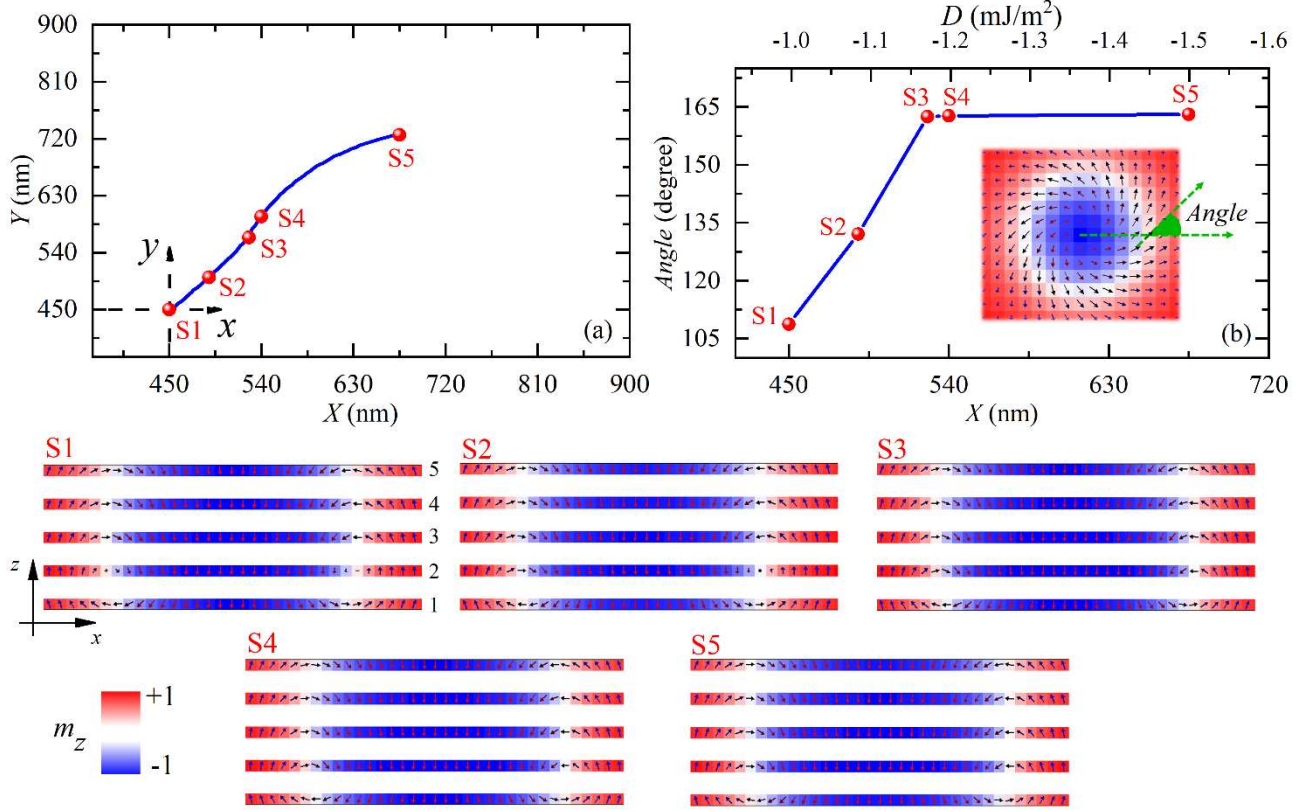 900
810
720
630
540
450
Y (nm)
y
x
S1
S2
S3
S4
S5
(a)
450 540 630 720 810 900
X (nm)
D (mJ/m²)
-1.0 -1.1 -1.2 -1.3 -1.4 -1.5 -1.6
165
150
135
120
105
Angle (degree)
S1
S2
S3
S4
S5
Angle
(b)
450 540 630 720
X (nm)
S1
S2
S3
5
4
3
2
1
z
x
S4
S5
+1
m_z
-1